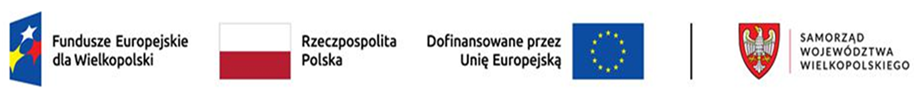 Fundusze Europejskie
dla Wielkopolski
Rzeczpospolita
Polska
Dofinansowane przez
Unię Europejską
SAMORZĄD
WOJEWÓDZTWA
WIELKOPOLSKIEGO